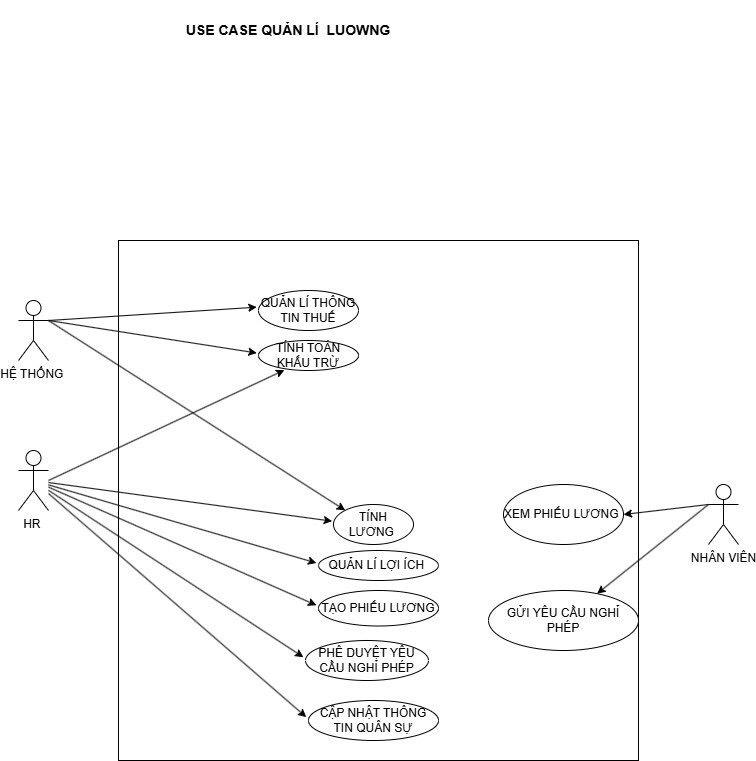 USE CASE QUẢN LÍ LUOWNG
QUẢN LÍ THÔNG
TIN THUẾ
TÍNH TOÁN
KHẤU TRỪ
HỆ THỐNG
HR
TÍNH
LƯƠNG
XEM PHIẾU LƯƠNG
NHÂN VIÊN
QUẢN LÍ LỢI ÍCH
TẠO PHIẾU LƯƠNG
GỬI YÊU CẦU NGHỈ
PHÉP
PHÊ DUYỆT YÊU
CẦU NGHỈ PHÉP
CẬP NHẬT THÔNG
TIN QUÂN SỰ